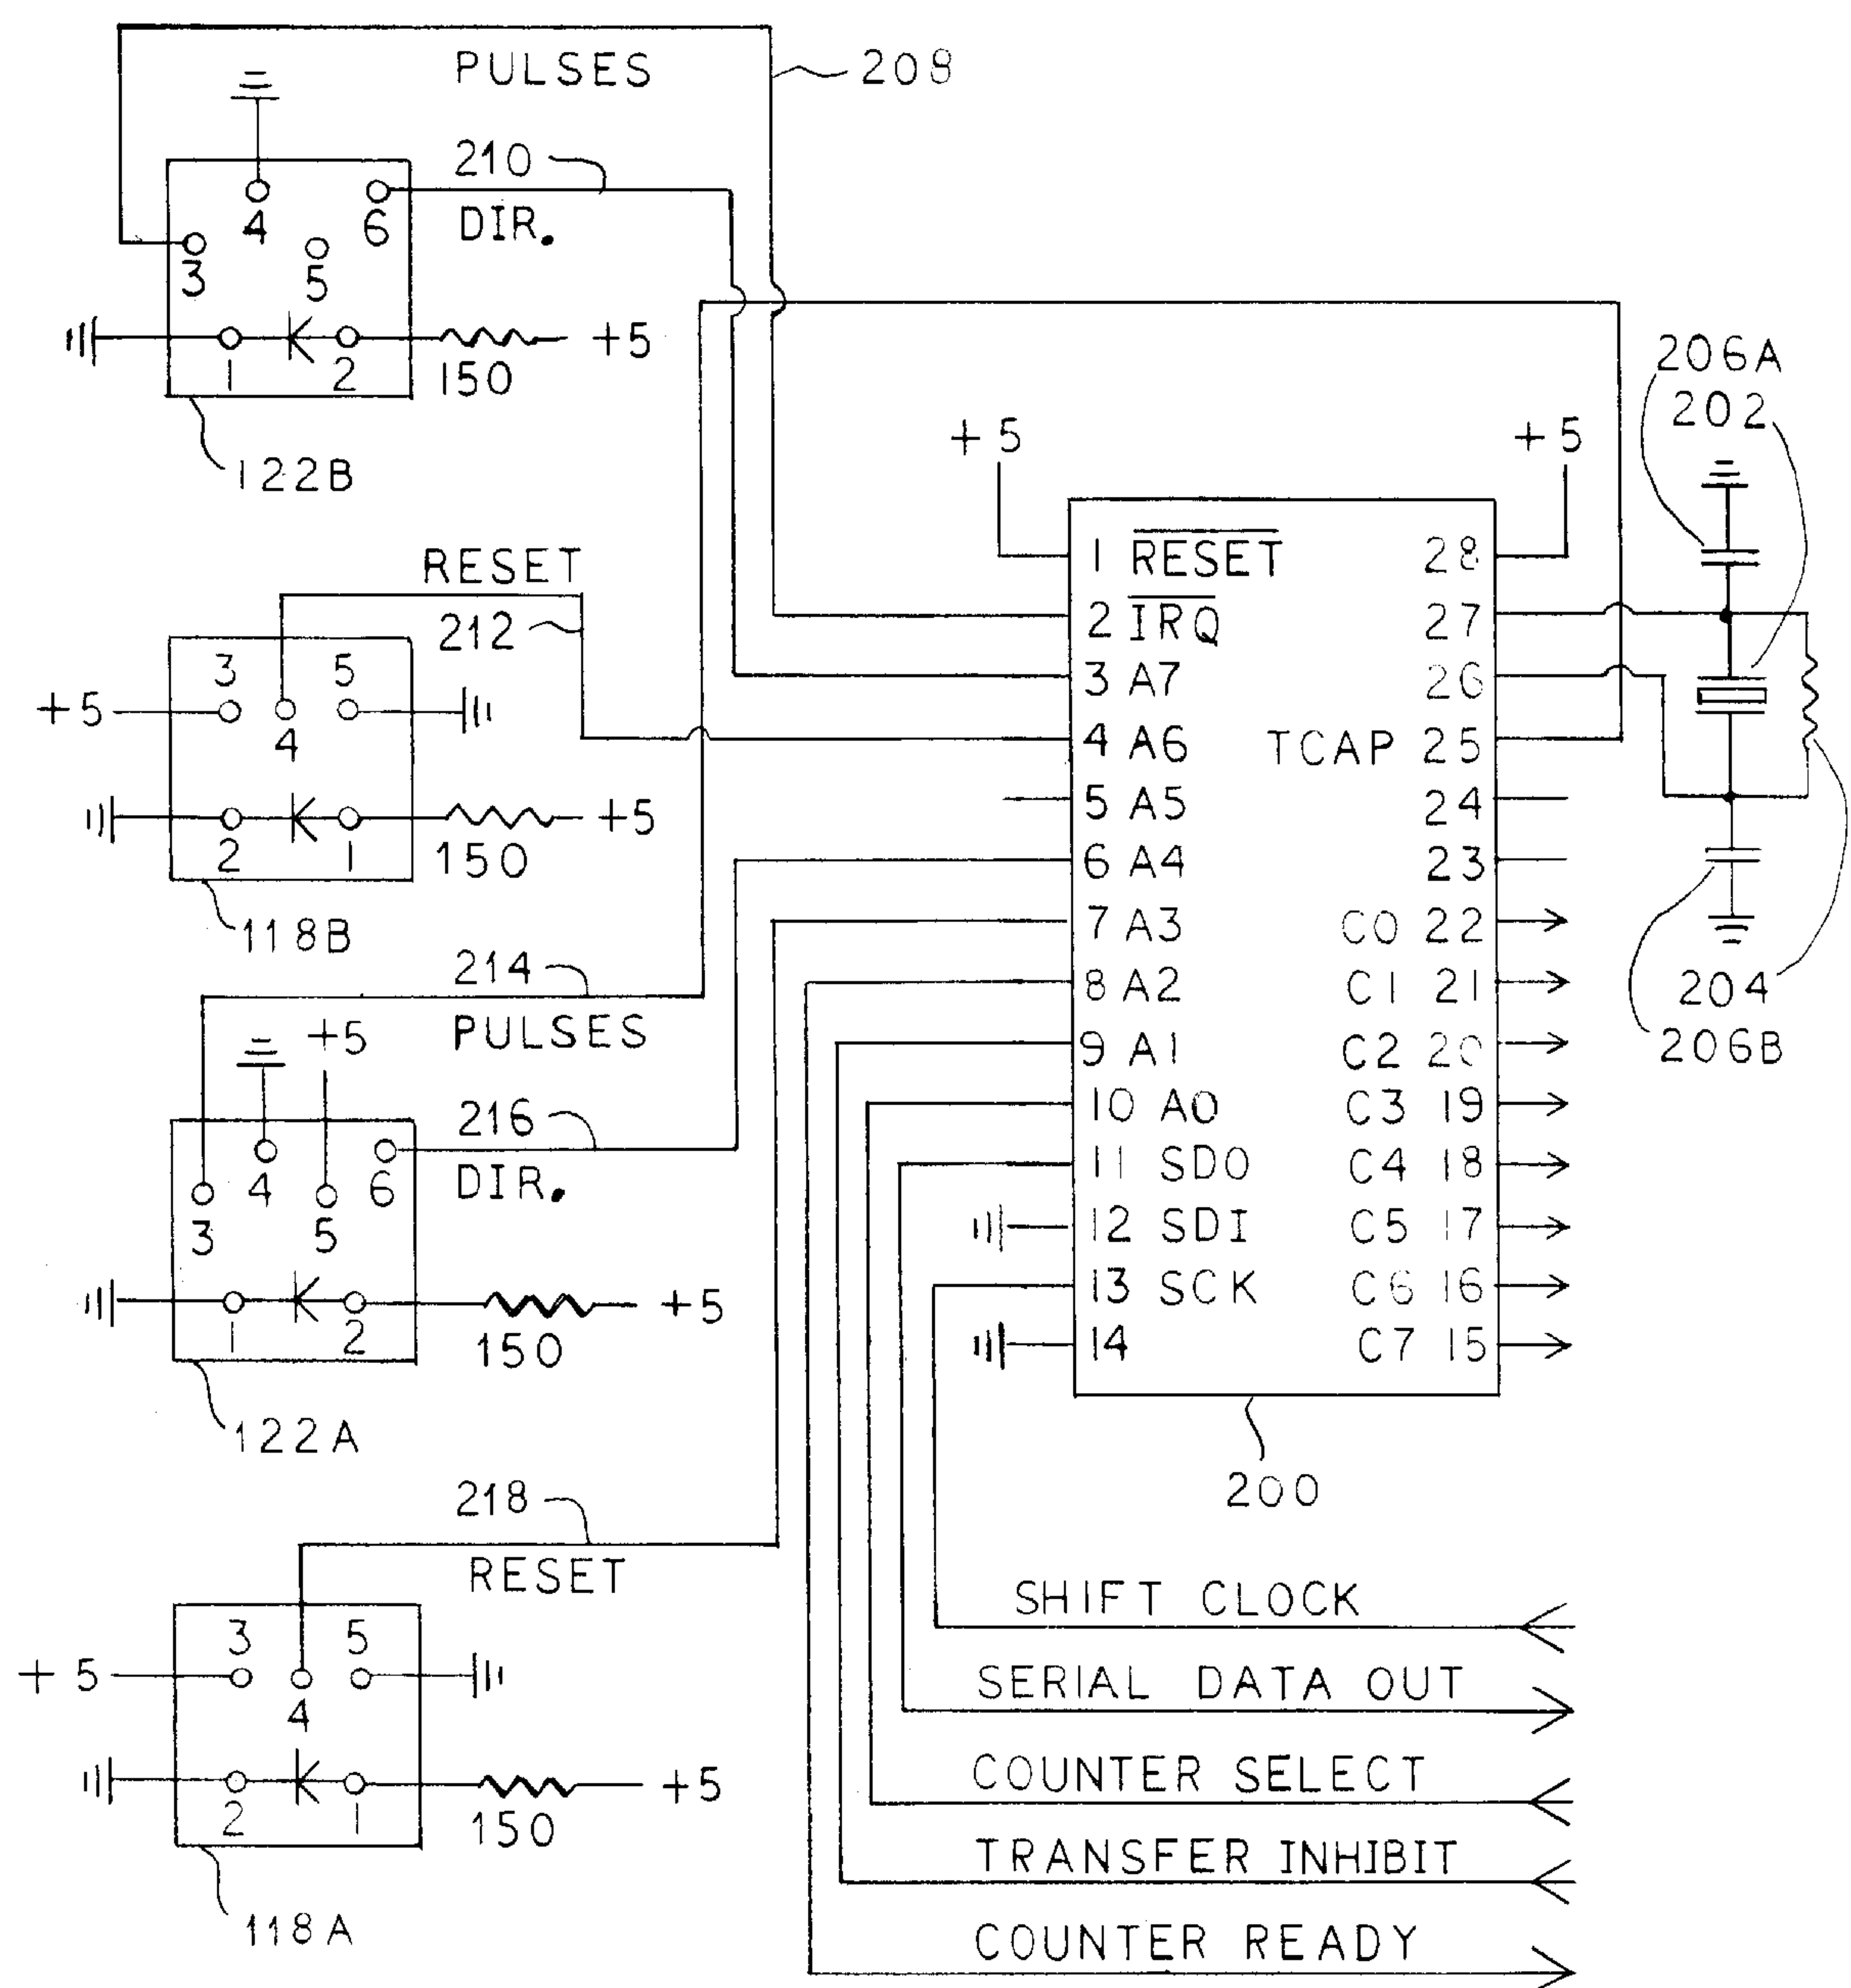 PULSES
208
210
DIR.
4
6
3
5
1
2
150
+5
122B
RESET
212
3
5
+5
4
2
1
150
+5
118B
214
PULSES
+5
216
DIR.
4
6
3
5
1
2
150
+5
122A
218
RESET
3
5
+5
4
2
1
150
+5
118A
+5
+5
206A
202
1 RESET 28
2 IRQ 27
3 A7 26
4 A6 TCAP 25
5 A5 24
6 A4 23
7 A3 C0 22
8 A2 C1 21
9 A1 C2 20
10 A0 C3 19
11 SDO C4 18
12 SDI C5 17
13 SCK C6 16
14 C7 15
204
206B
200
SHIFT CLOCK
SERIAL DATA OUT
COUNTER SELECT
TRANSFER INHIBIT
COUNTER READY